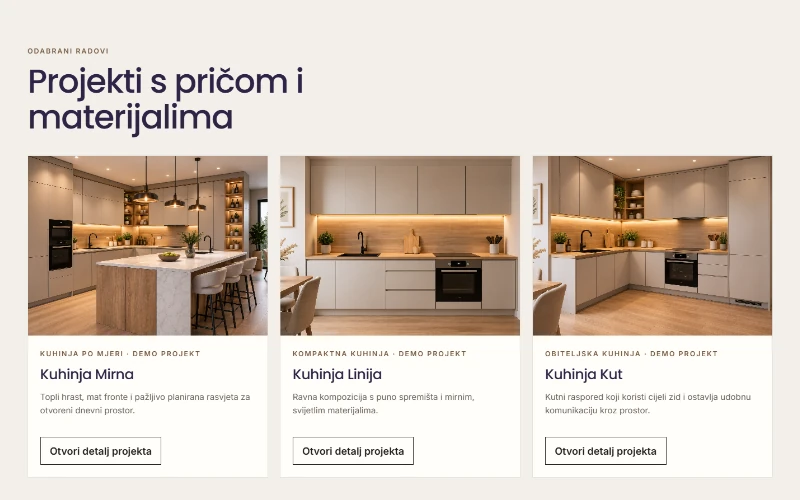 ODABRANI RADOVI
Projekti s pričom i
materijalima
KUHINJA PO MJERI · DEMO PROJEKT
Kuhinja Mirna
Topli hrast, mat fronte i pažljivo planirana rasvjeta za
otvoreni dnevni prostor.
Otvori detalj projekta
KOMPAKTNA KUHINJA · DEMO PROJEKT
Kuhinja Linija
Ravna kompozicija s puno spremišta i mirnim,
svijetlim materijalima.
Otvori detalj projekta
OBITELJSKA KUHINJA · DEMO PROJEKT
Kuhinja Kut
Kutni raspored koji koristi cijeli zid i ostavlja udobnu
komunikaciju kroz prostor.
Otvori detalj projekta